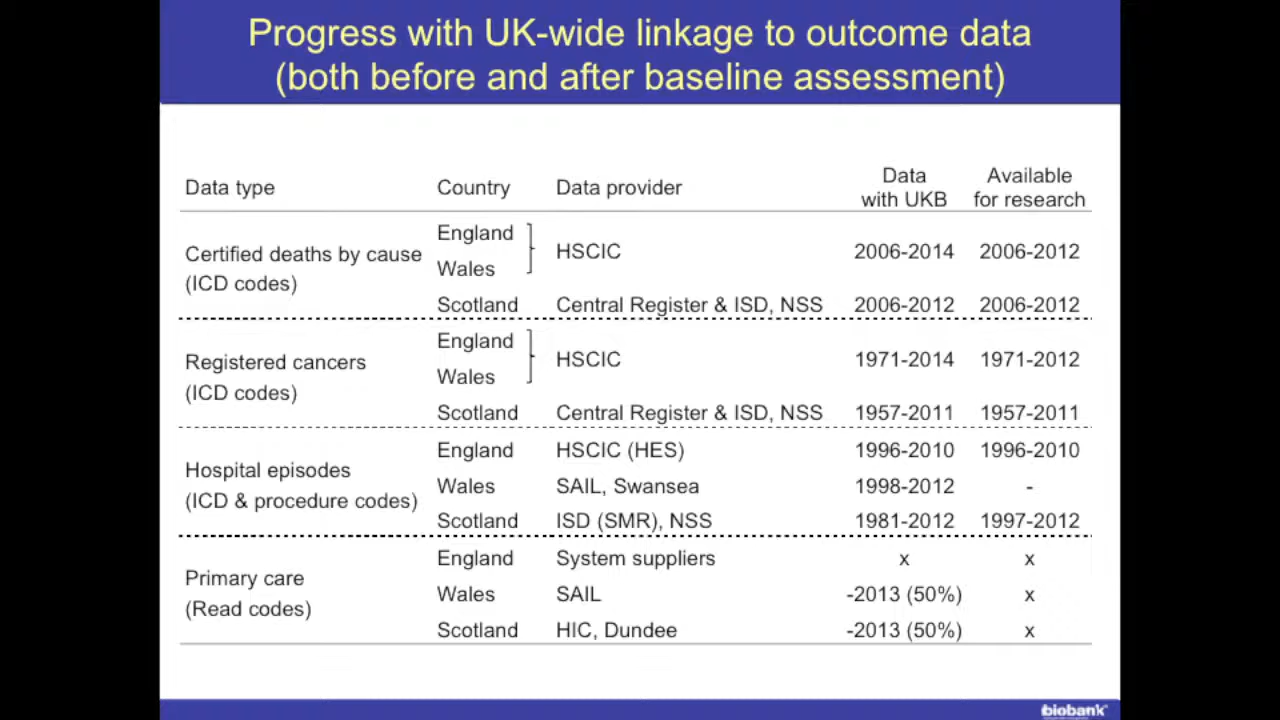 Progress with UK-wide linkage to outcome data
(both before and after baseline assessment)
Data type Country Data provider Data with UKB Available for research
Certified deaths by cause (ICD codes)
England
Wales
HSCIC 2006-2014 2006-2012
Scotland Central Register & ISD, NSS 2006-2012 2006-2012
Registered cancers (ICD codes)
England
Wales
HSCIC 1971-2014 1971-2012
Scotland Central Register & ISD, NSS 1957-2011 1957-2011
Hospital episodes (ICD & procedure codes)
England HSCIC (HES) 1996-2010 1996-2010
Wales SAIL, Swansea 1998-2012 -
Scotland ISD (SMR), NSS 1981-2012 1997-2012
Primary care (Read codes)
England System suppliers x x
Wales SAIL -2013 (50%) x
Scotland HIC, Dundee -2013 (50%) x
biobank